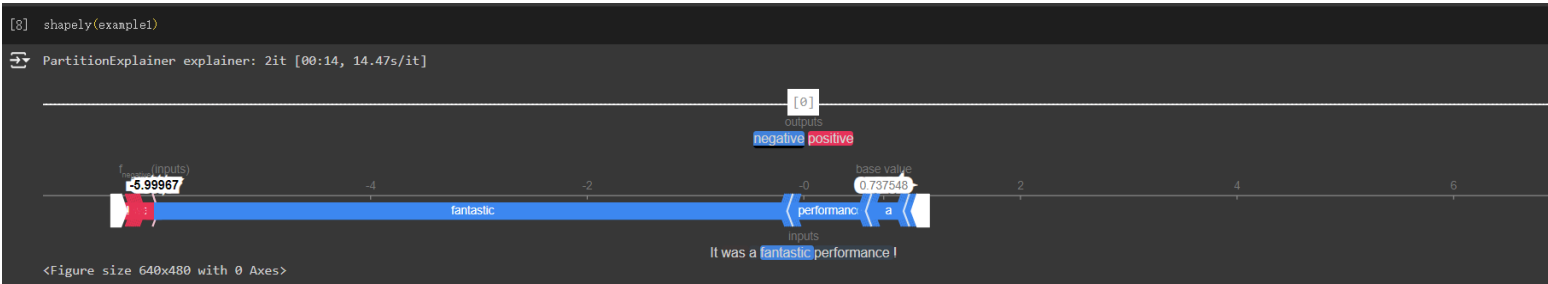 [8] shapely(example1)
PartitionExplainer explainer: 2it [00:14, 14.47s/it]
[0]
outputs
negative positive
f negative(inputs) base value
-5.99967 -4 -2 -0 0.737548 2 4 6
: fantastic performanc a
inputs
It was a fantastic performance !
<Figure size 640x480 with 0 Axes>